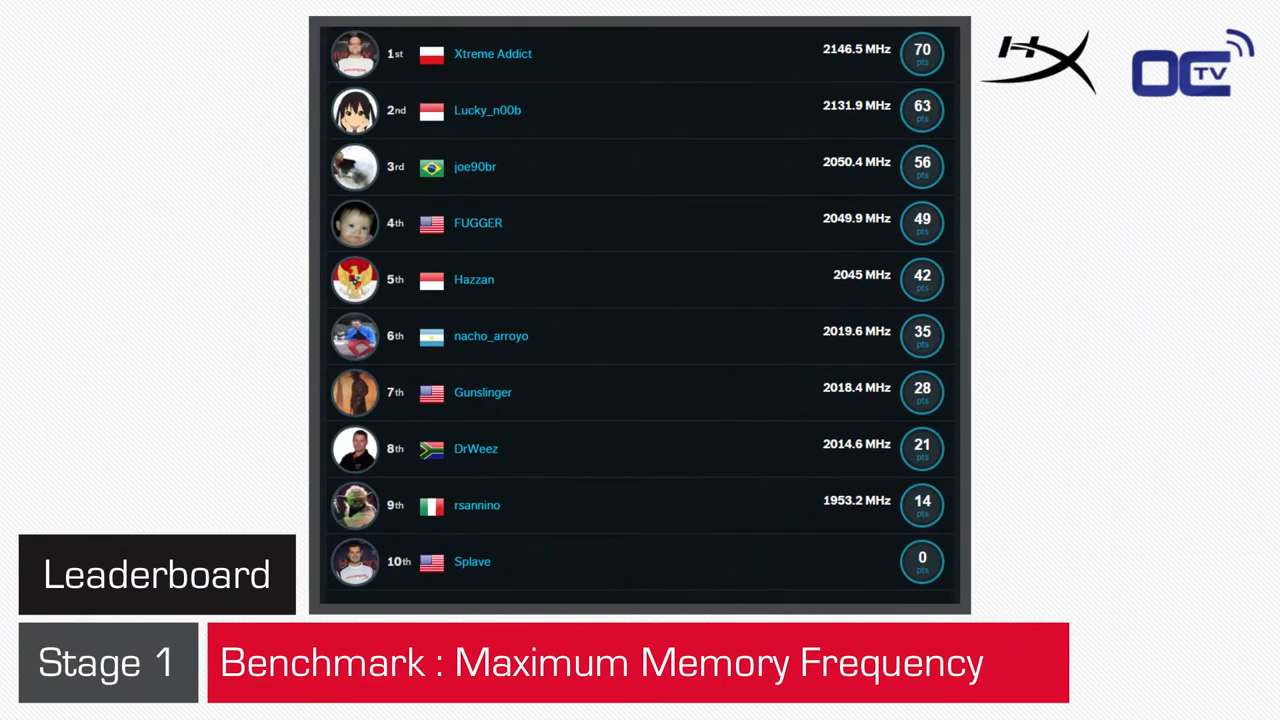 1st Xtreme Addict 2146.5 MHz 70 pts
2nd Lucky_n00b 2131.9 MHz 63 pts
3rd joe90br 2050.4 MHz 56 pts
4th FUGGER 2049.9 MHz 49 pts
5th Hazzan 2045 MHz 42 pts
6th nacho_arroyo 2019.6 MHz 35 pts
7th Gunslinger 2018.4 MHz 28 pts
8th DrWeez 2014.6 MHz 21 pts
9th rsannino 1953.2 MHz 14 pts
10th Splave 0 pts
HX
OC TV
Leaderboard
Stage 1
Benchmark : Maximum Memory Frequency